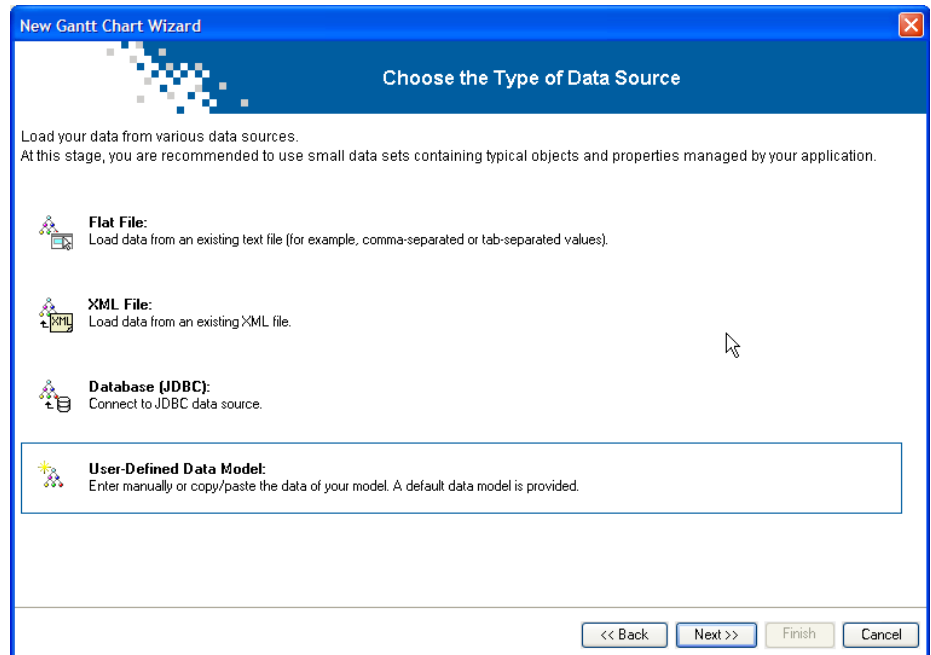 New Gantt Chart Wizard
Choose the Type of Data Source
Load your data from various data sources.
At this stage, you are recommended to use small data sets containing typical objects and properties managed by your application.
Flat File:
Load data from an existing text file (for example, comma-separated or tab-separated values).
XML
XML File:
Load data from an existing XML file.
Database (JDBC):
Connect to JDBC data source.
User-Defined Data Model:
Enter manually or copy/paste the data of your model. A default data model is provided.
<< Back Next >> Finish Cancel